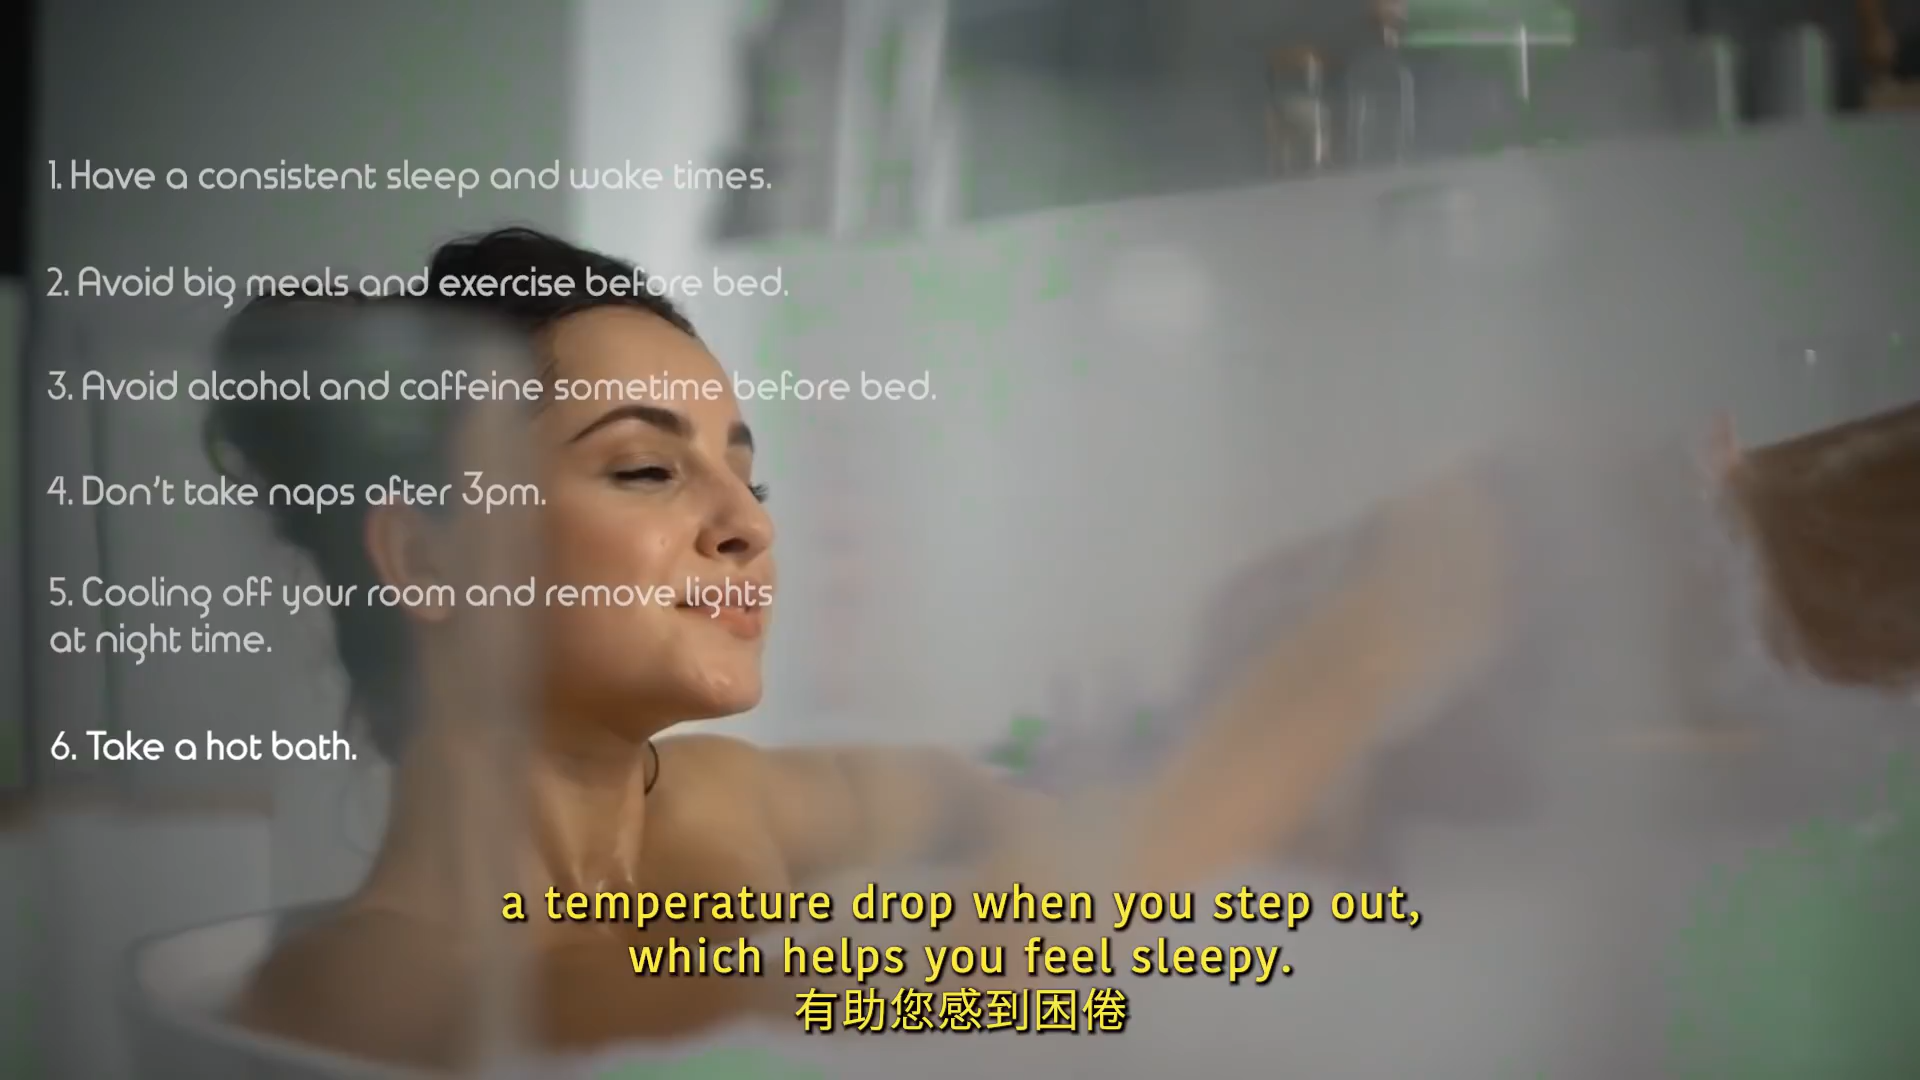 1. Have a consistent sleep and wake times.
2. Avoid big meals and exercise before bed.
3. Avoid alcohol and caffeine sometime before bed.
4. Don't take naps after 3pm.
5. Cooling off your room and remove lights
at night time.
6. Take a hot bath.
a temperature drop when you step out,
which helps you feel sleepy.
有助您感到困倦